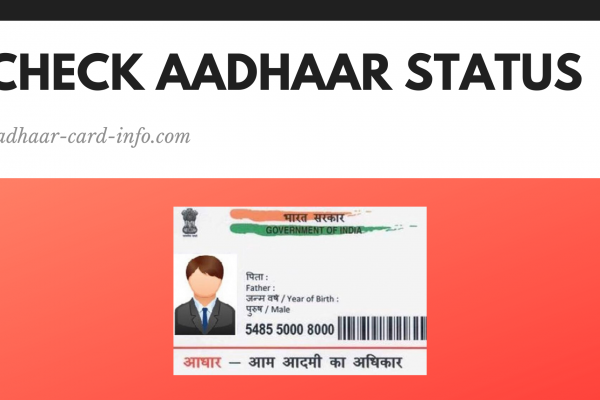 CHECK AADHAAR STATUS
adhaar-card-info.com
भारत सरकार
GOVERNMENT OF INDIA
पिता :
Father :
जन्म वर्ष / Year of Birth :
पुरुष / Male
5485 5000 8000
आधार — आम आदमी का अधिकार